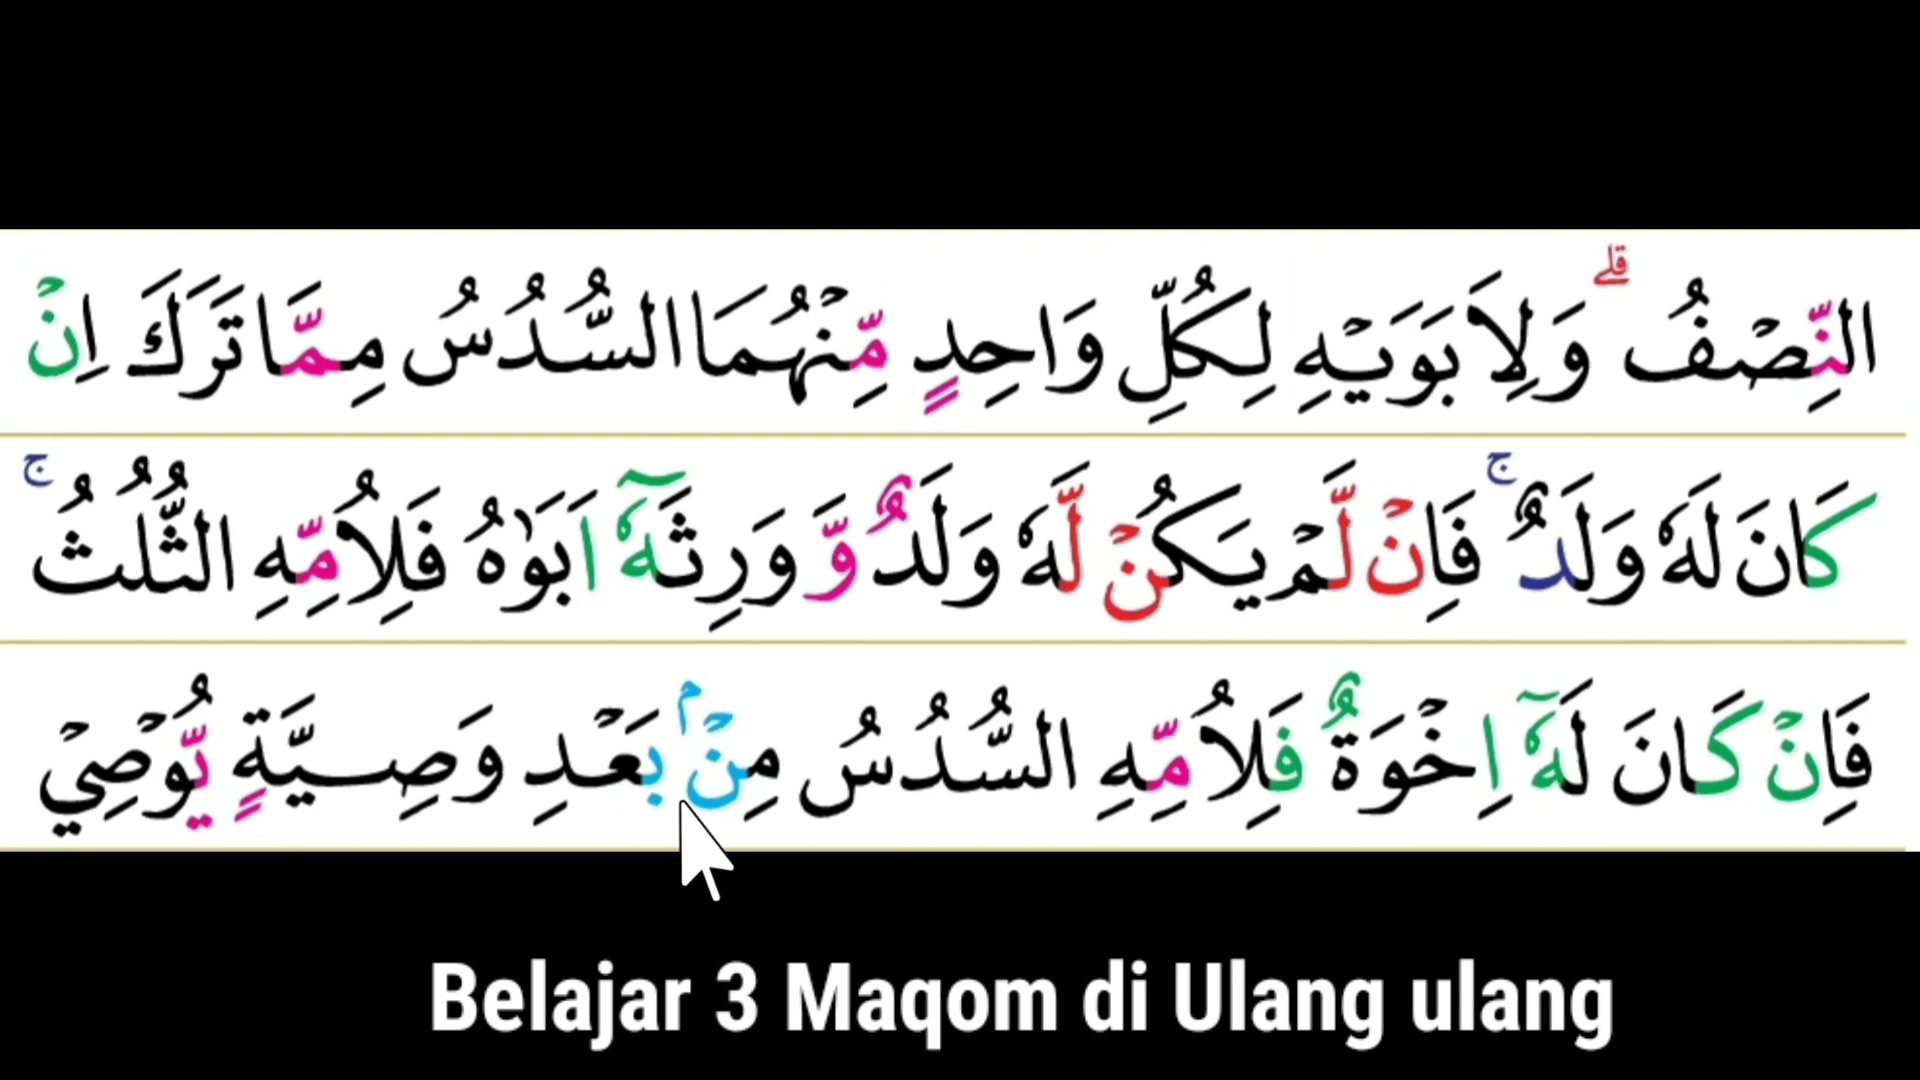 النِّصْفُ ۗ وَلِاَبَوَيْهِ لِكُلِّ وَاحِدٍ مِّنْهُمَا السُّدُسُ مِمَّا تَرَكَ اِنْ
كَانَ لَهٗ وَلَدٌ ۚ فَاِنْ لَّمْ يَكُنْ لَّهٗ وَلَدٌ وَّوَرِثَهٗٓ اَبَوٰهُ فَلِاُمِّهِ الثُّلُثُ ۚ
فَاِنْ كَانَ لَهٗٓ اِخْوَةٌ فَلِاُمِّهِ السُّدُسُ مِنْۢ بَعْدِ وَصِيَّةٍ يُّوْصِيْ
Belajar 3 Maqom di Ulang ulang